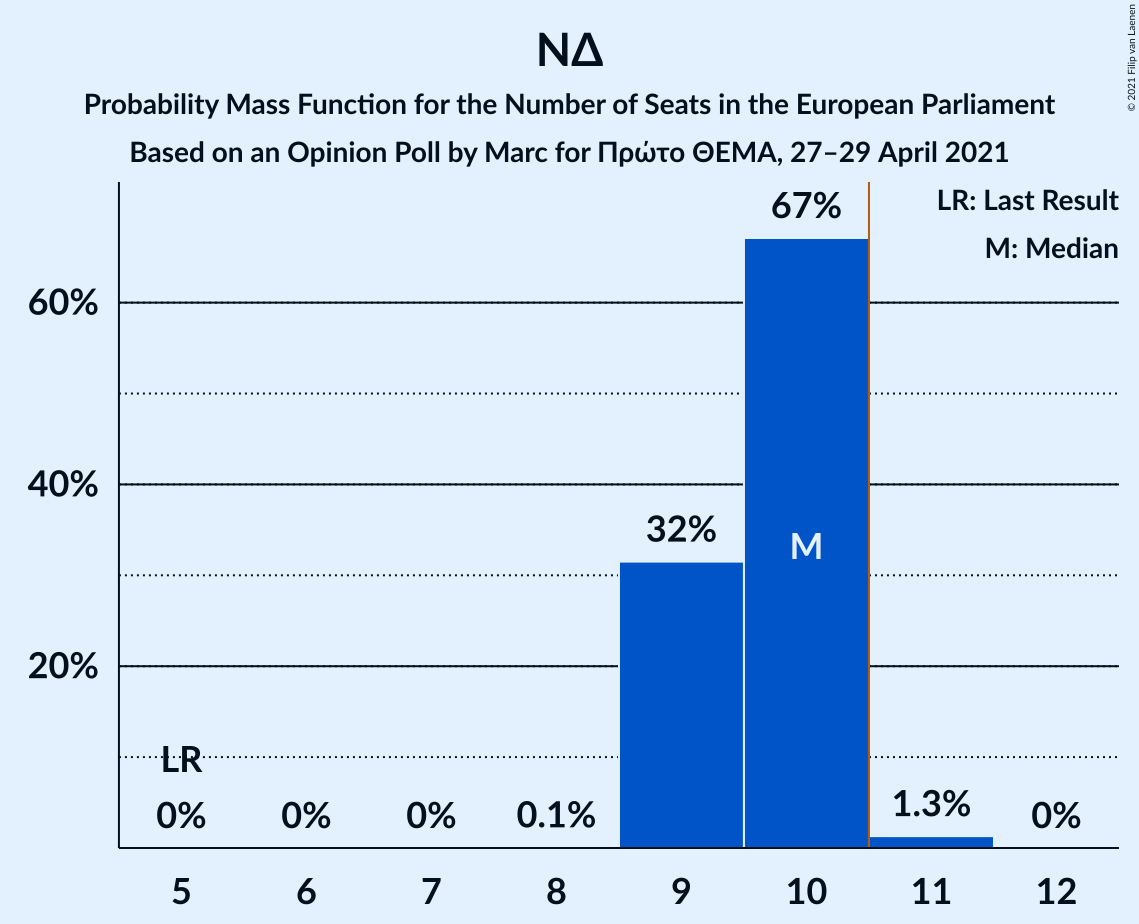 ΝΔ
Probability Mass Function for the Number of Seats in the European Parliament
Based on an Opinion Poll by Marc for Πρώτο ΘΕΜΑ, 27–29 April 2021
© 2021 Filip van Laenen
LR: Last Result
M: Median
67%
60%
32%
M
40%
20%
LR
0%
0%
0%
0.1%
1.3%
0%
5
6
7
8
9
10
11
12